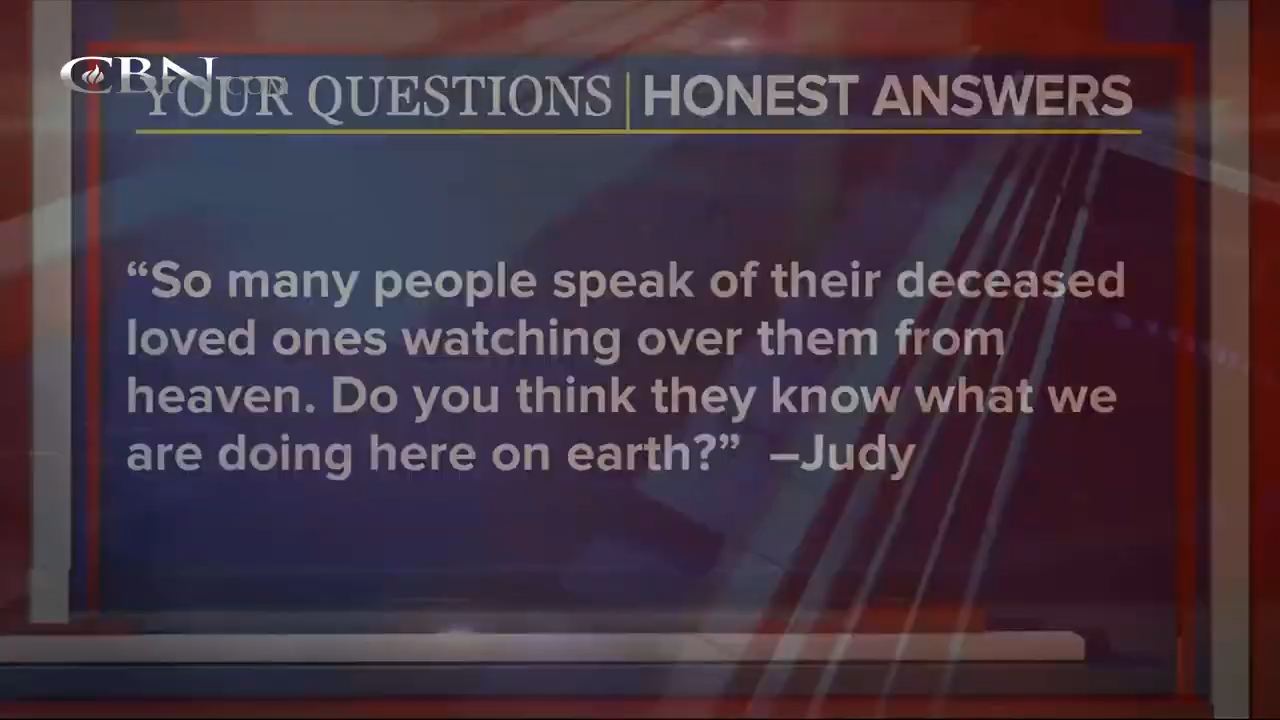 CBN.COM
YOUR QUESTIONS | HONEST ANSWERS
“So many people speak of their deceased
loved ones watching over them from
heaven. Do you think they know what we
are doing here on earth?” –Judy